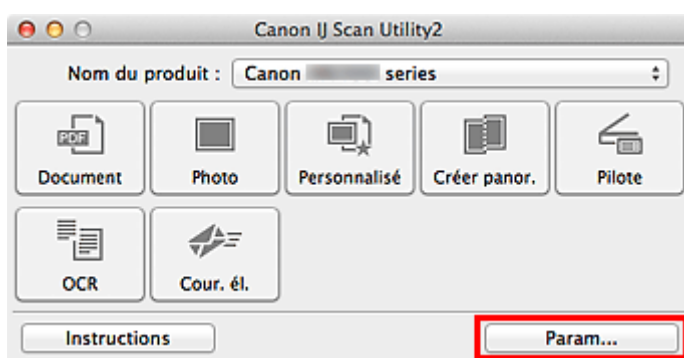 Canon IJ Scan Utility2
Nom du produit : Canon series
PDF
Document Photo Personnalisé Créer panor. Pilote
OCR Cour. él.
Instructions Param...